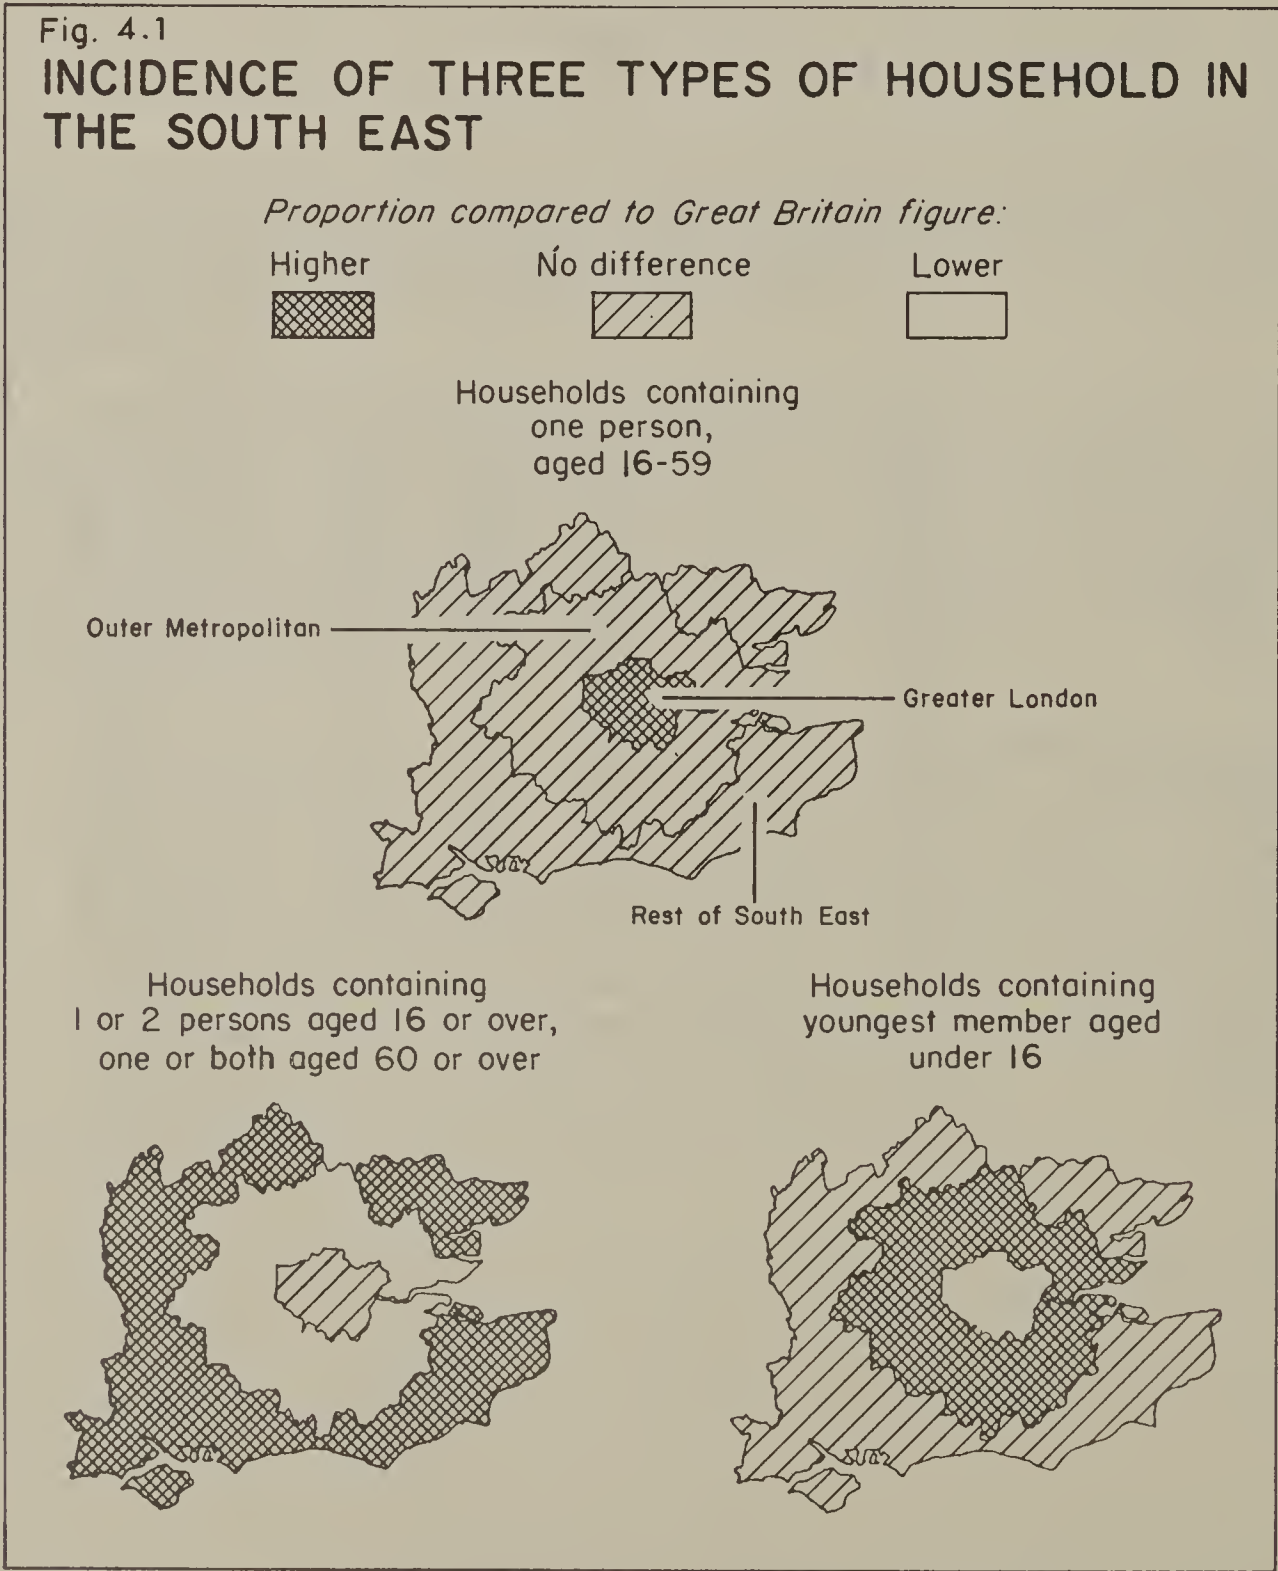 Fig. 4.1
INCIDENCE OF THREE TYPES OF HOUSEHOLD IN
THE SOUTH EAST
Proportion compared to Great Britain figure:
Higher
No difference
Lower
Households containing
one person,
aged 16-59
Outer Metropolitan
Greater London
Rest of South East
Households containing
1 or 2 persons aged 16 or over,
one or both aged 60 or over
Households containing
youngest member aged
under 16